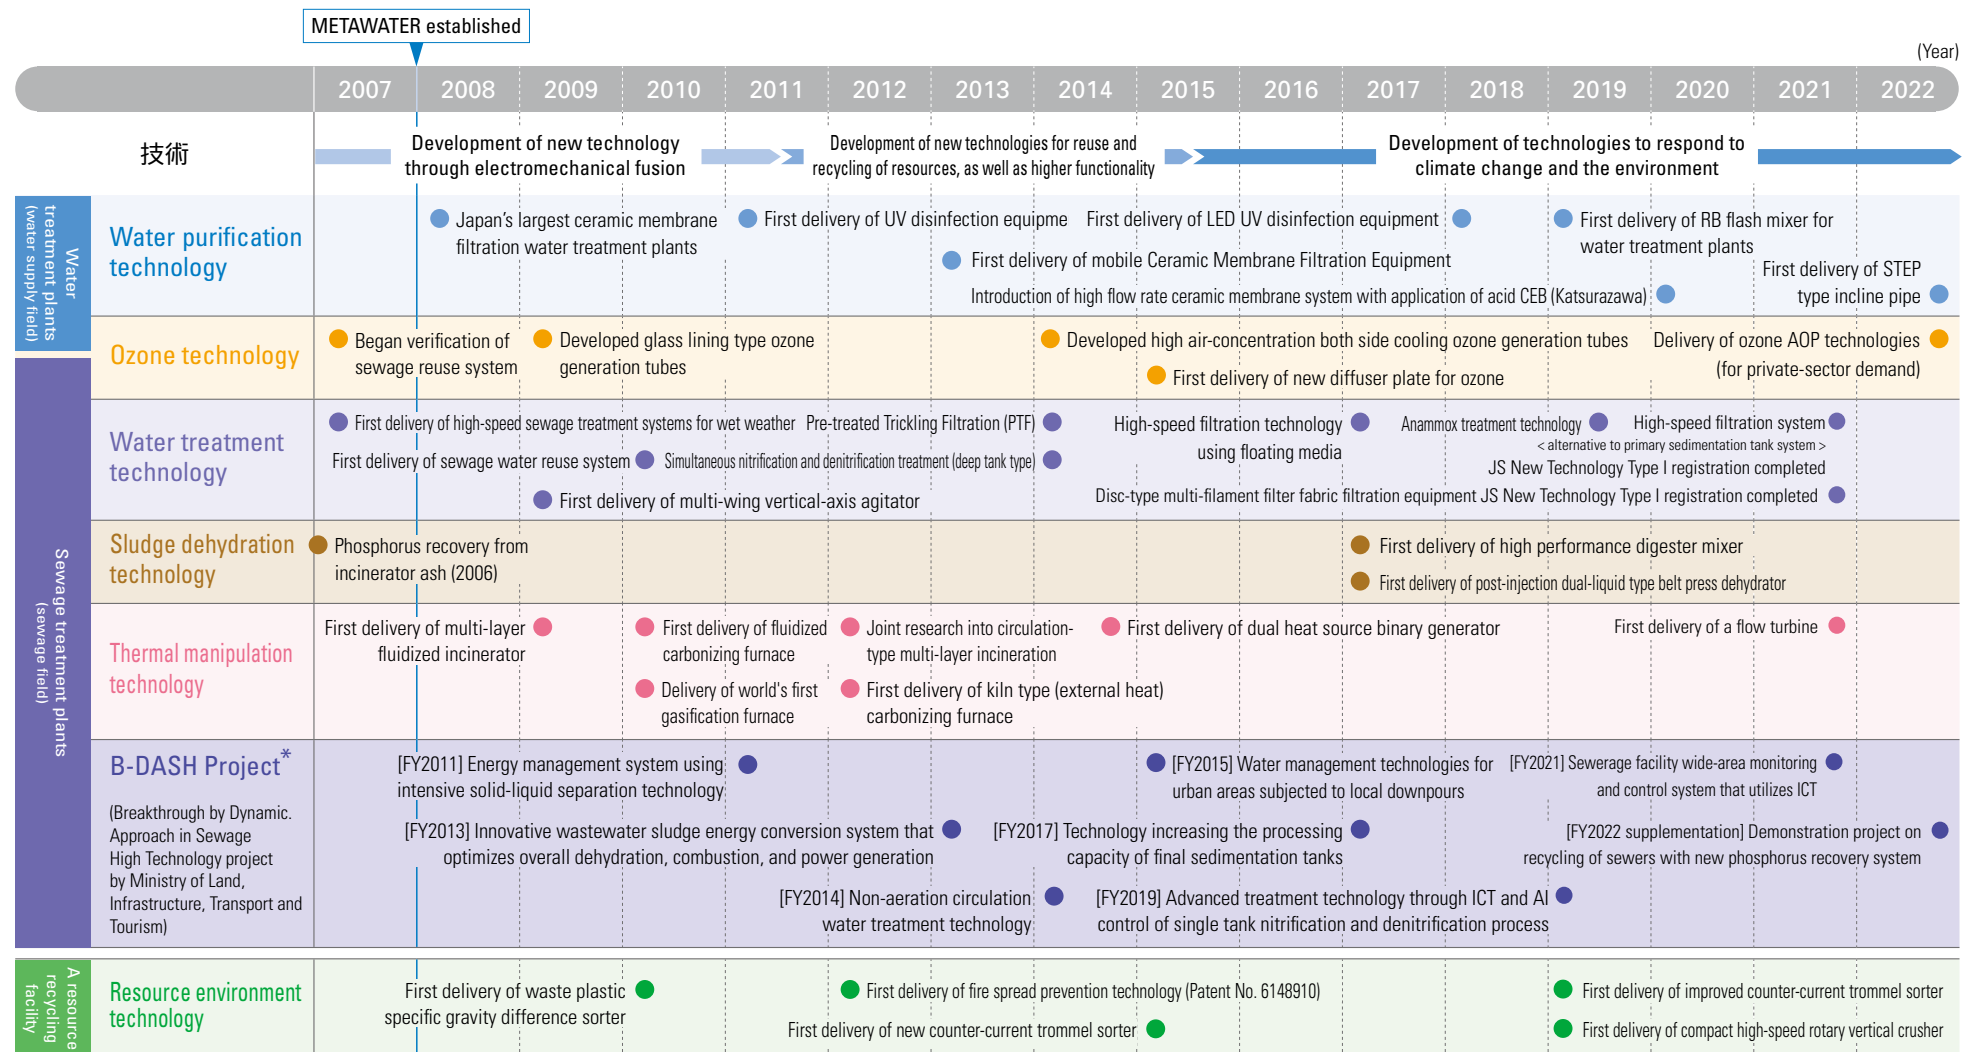 METAWATER established
(Year)
2007 2008 2009 2010 2011 2012 2013 2014 2015 2016 2017 2018 2019 2020 2021 2022
技術
Development of new technology
through electromechanical fusion
Development of new technologies for reuse and
recycling of resources, as well as higher functionality
Development of technologies to respond to
climate change and the environment
Water
treatment plants
(water supply field)
Water purification
technology
Japan's largest ceramic membrane
filtration water treatment plants
First delivery of UV disinfection equipme
First delivery of LED UV disinfection equipment
First delivery of RB flash mixer for
water treatment plants
First delivery of mobile Ceramic Membrane Filtration Equipment
Introduction of high flow rate ceramic membrane system with application of acid CEB (Katsurazawa)
First delivery of STEP
type incline pipe
Ozone technology
Began verification of
sewage reuse system
Developed glass lining type ozone
generation tubes
Developed high air-concentration both side cooling ozone generation tubes
First delivery of new diffuser plate for ozone
Delivery of ozone AOP technologies
(for private-sector demand)
Sewage treatment plants
(sewage field)
Water treatment
technology
First delivery of high-speed sewage treatment systems for wet weather
Pre-treated Trickling Filtration (PTF)
High-speed filtration technology
using floating media
Anammox treatment technology
High-speed filtration system
< alternative to primary sedimentation tank system >
JS New Technology Type I registration completed
First delivery of sewage water reuse system
Simultaneous nitrification and denitrification treatment (deep tank type)
First delivery of multi-wing vertical-axis agitator
Disc-type multi-filament filter fabric filtration equipment JS New Technology Type I registration completed
Sludge dehydration
technology
Phosphorus recovery from
incinerator ash (2006)
First delivery of high performance digester mixer
First delivery of post-injection dual-liquid type belt press dehydrator
Thermal manipulation
technology
First delivery of multi-layer
fluidized incinerator
First delivery of fluidized
carbonizing furnace
Joint research into circulation-
type multi-layer incineration
First delivery of dual heat source binary generator
First delivery of a flow turbine
Delivery of world's first
gasification furnace
First delivery of kiln type (external heat)
carbonizing furnace
B-DASH Project*
(Breakthrough by Dynamic.
Approach in Sewage
High Technology project
by Ministry of Land,
Infrastructure, Transport and
Tourism)
[FY2011] Energy management system using
intensive solid-liquid separation technology
[FY2015] Water management technologies for
urban areas subjected to local downpours
[FY2021] Sewerage facility wide-area monitoring
and control system that utilizes ICT
[FY2013] Innovative wastewater sludge energy conversion system that
optimizes overall dehydration, combustion, and power generation
[FY2017] Technology increasing the processing
capacity of final sedimentation tanks
[FY2022 supplementation] Demonstration project on
recycling of sewers with new phosphorus recovery system
[FY2014] Non-aeration circulation
water treatment technology
[FY2019] Advanced treatment technology through ICT and AI
control of single tank nitrification and denitrification process
A resource
recycling
facility
Resource environment
technology
First delivery of waste plastic
specific gravity difference sorter
First delivery of fire spread prevention technology (Patent No. 6148910)
First delivery of new counter-current trommel sorter
First delivery of improved counter-current trommel sorter
First delivery of compact high-speed rotary vertical crusher